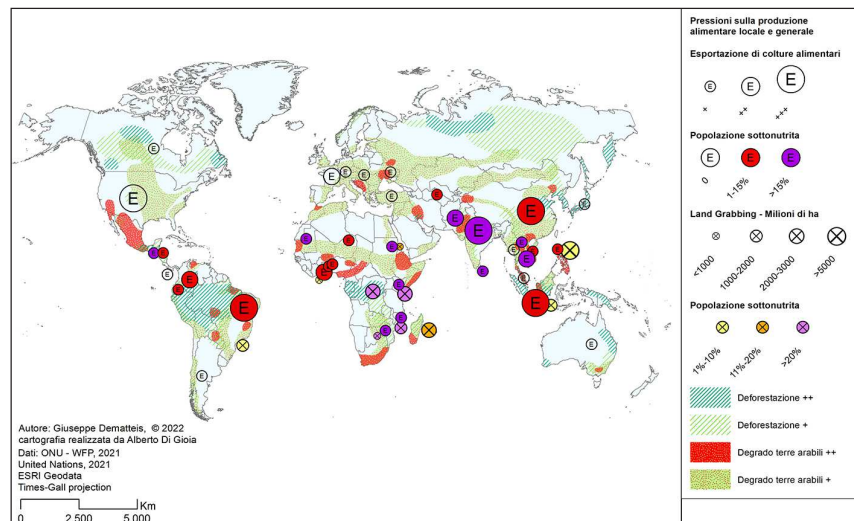 Pressioni sulla produzione
alimentare locale e generale
Esportazione di colture alimentari
E E E
+ ++ +++
Popolazione sottonutrita
E E E
0 1-15% >15%
Land Grabbing - Milioni di ha
<1000 1000-2000 2000-3000 >5000
Popolazione sottonutrita
1%-10% 11%-20% >20%
Deforestazione ++
Deforestazione +
Degrado terre arabili ++
Degrado terre arabili +
Autore: Giuseppe Dematteis, © 2022
cartografia realizzata da Alberto Di Gioia
Dati: ONU - WFP, 2021
United Nations, 2021
ESRI Geodata
Times-Gall projection
Km
0 2.500 5.000